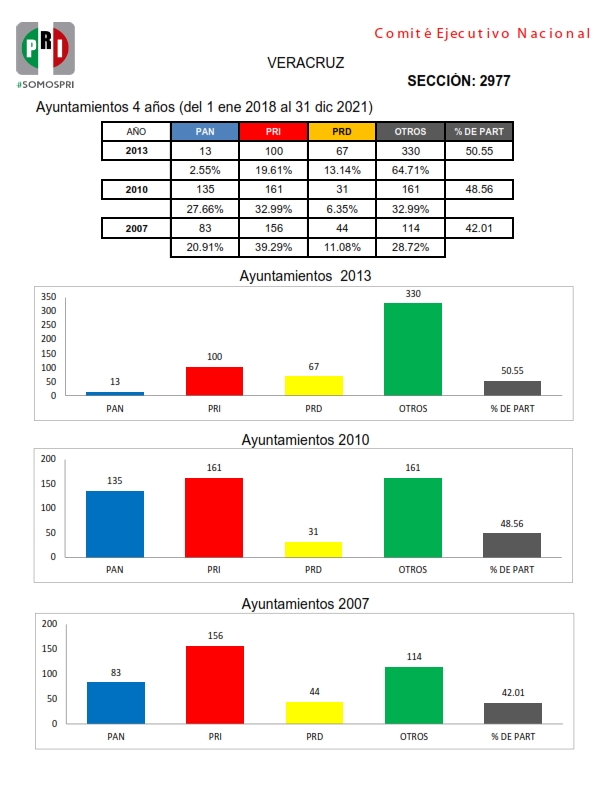 Comité Ejecutivo Nacional
PRI
#SOMOSPRI
VERACRUZ
SECCIÓN: 2977
Ayuntamientos 4 años (del 1 ene 2018 al 31 dic 2021)
AÑO PAN PRI PRD OTROS % DE PART
2013 13 100 67 330 50.55
2.55% 19.61% 13.14% 64.71%
2010 135 161 31 161 48.56
27.66% 32.99% 6.35% 32.99%
2007 83 156 44 114 42.01
20.91% 39.29% 11.08% 28.72%
Ayuntamientos 2013
350
300
250
200
150
100
50
0
13 100 67 330 50.55
PAN PRI PRD OTROS % DE PART
Ayuntamientos 2010
200
150
100
50
0
135 161 31 161 48.56
PAN PRI PRD OTROS % DE PART
Ayuntamientos 2007
200
150
100
50
0
83 156 44 114 42.01
PAN PRI PRD OTROS % DE PART